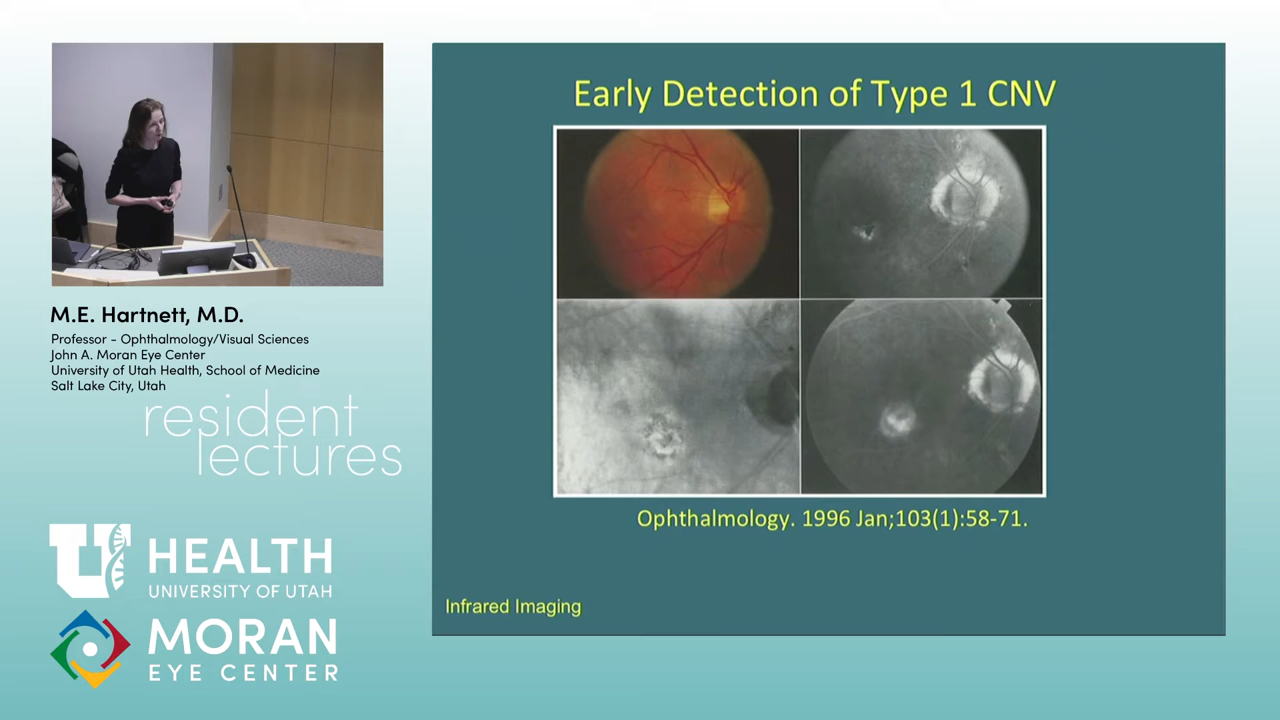 Early Detection of Type 1 CNV
Ophthalmology. 1996 Jan;103(1):58-71.
Infrared Imaging
M.E. Hartnett, M.D.
Professor - Ophthalmology/Visual Sciences
John A. Moran Eye Center
University of Utah Health, School of Medicine
Salt Lake City, Utah
resident
lectures
U
HEALTH
UNIVERSITY OF UTAH
MORAN
EYE CENTER